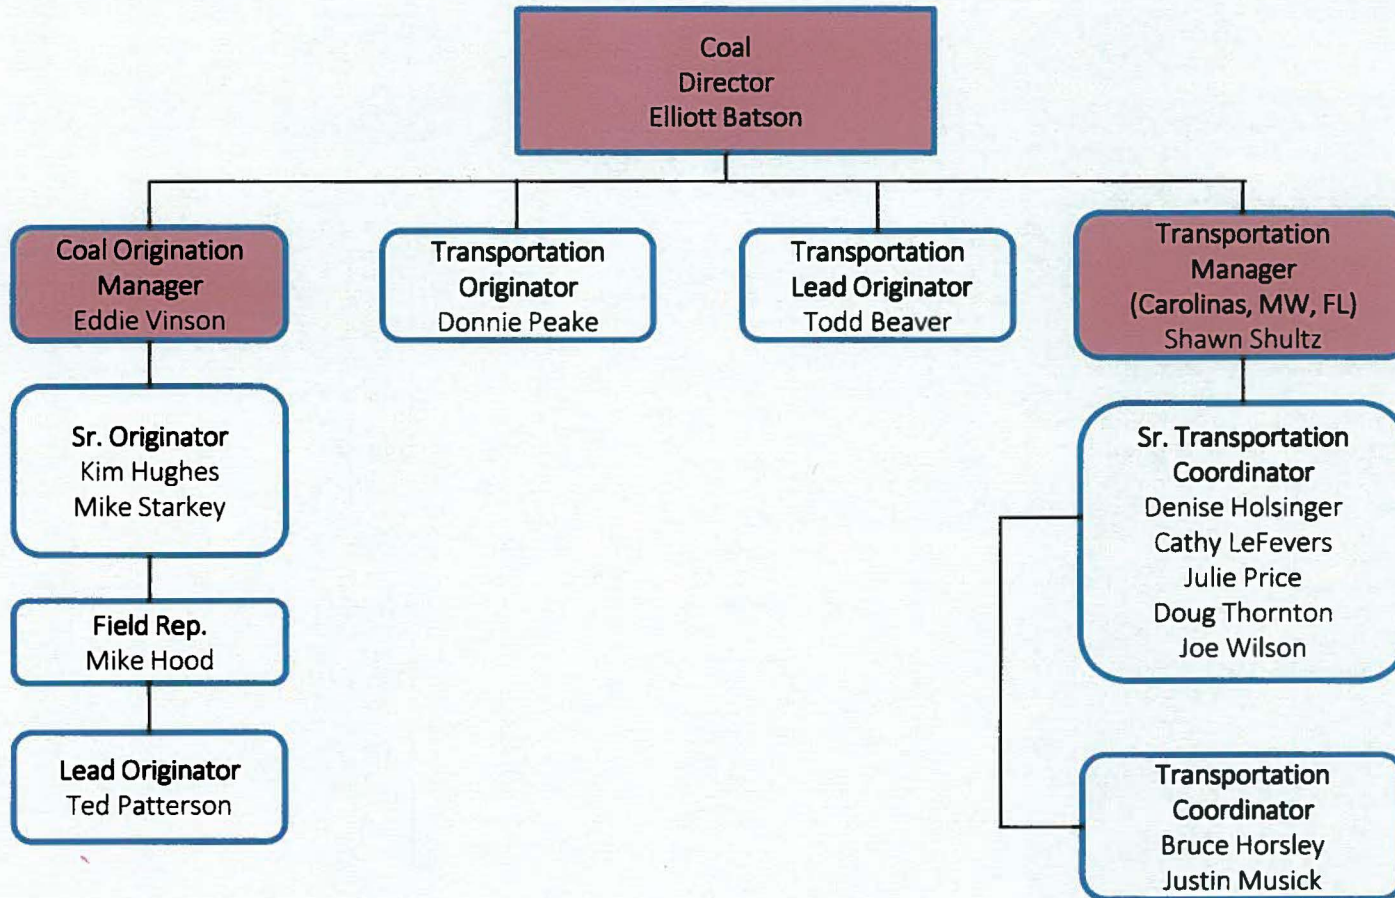 Coal
Director
Elliott Batson
Coal Origination
Manager
Eddie Vinson
Transportation
Originator
Donnie Peake
Transportation
Lead Originator
Todd Beaver
Transportation
Manager
(Carolinas, MW, FL)
Shawn Shultz
Sr. Originator
Kim Hughes
Mike Starkey
Field Rep.
Mike Hood
Lead Originator
Ted Patterson
Sr. Transportation
Coordinator
Denise Holsinger
Cathy LeFevers
Julie Price
Doug Thornton
Joe Wilson
Transportation
Coordinator
Bruce Horsley
Justin Musick